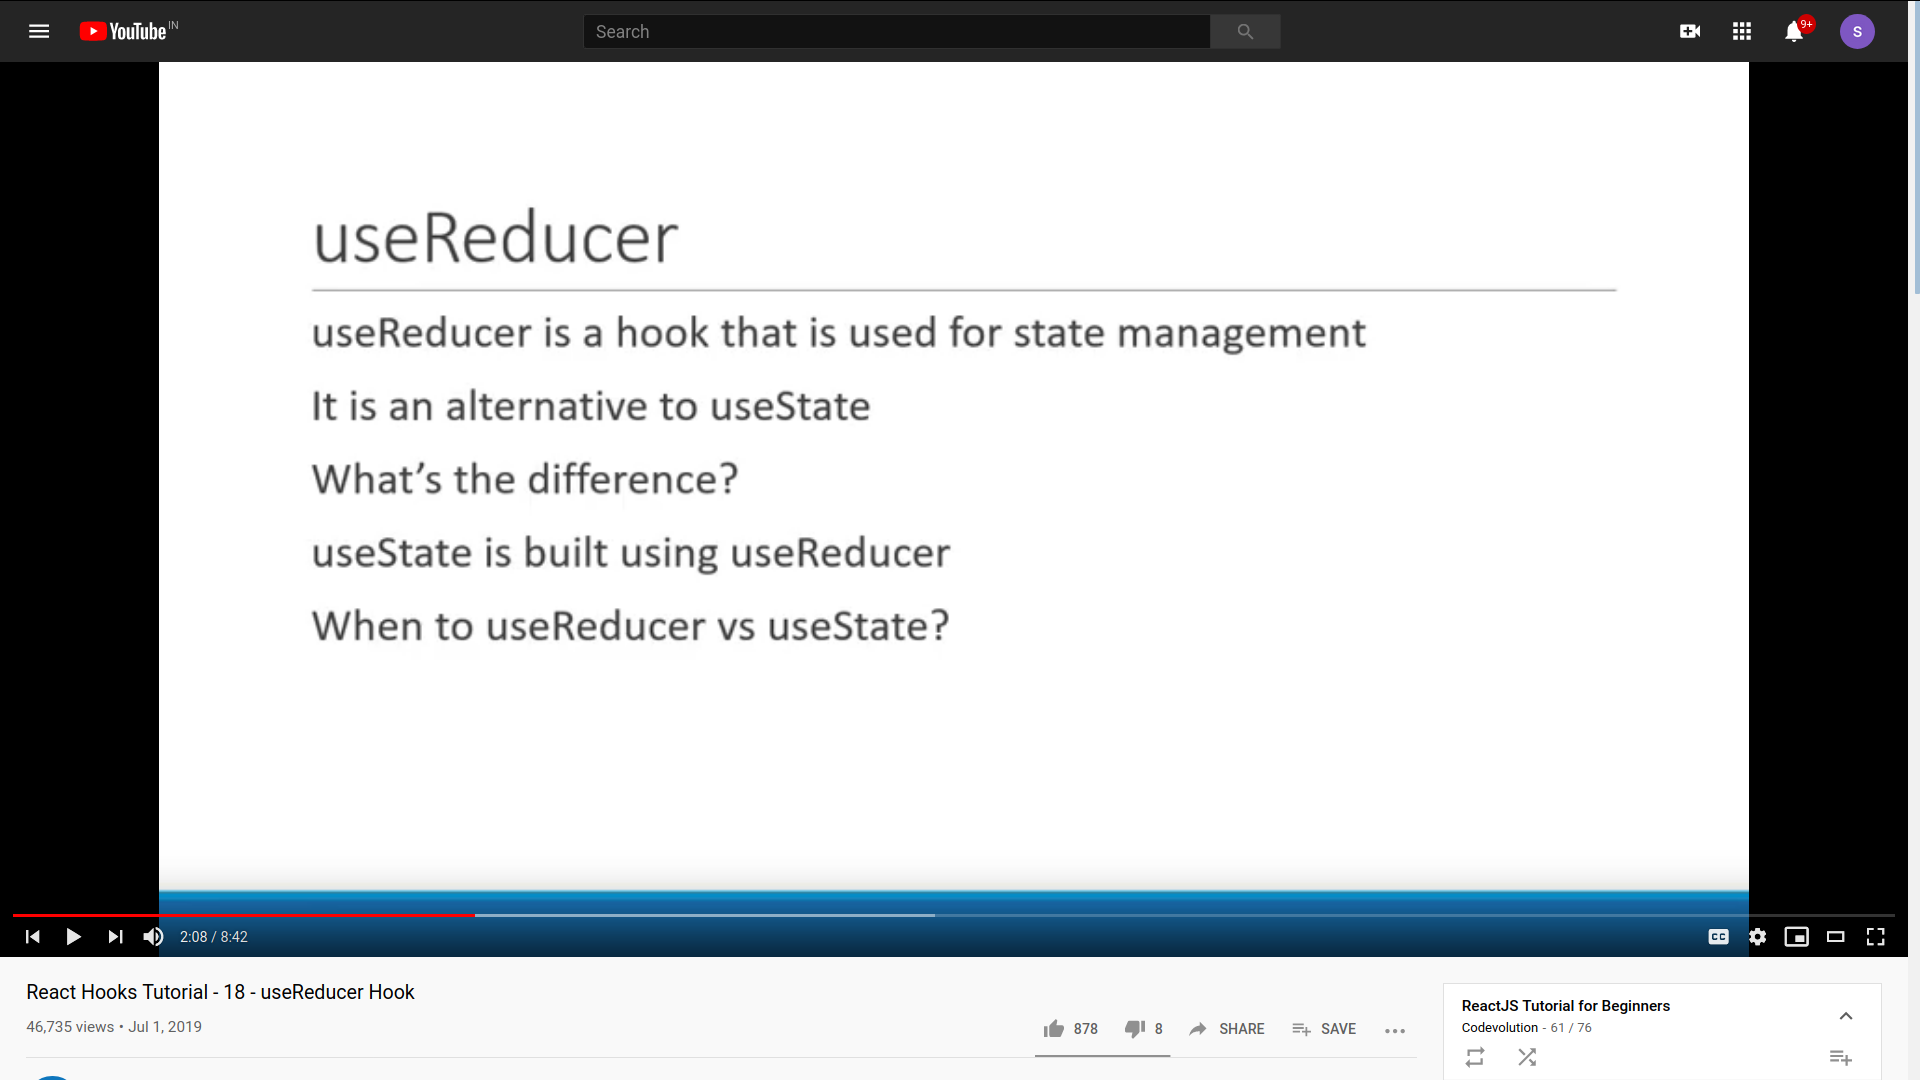 YouTube IN
Search
9+
S
useReducer
useReducer is a hook that is used for state management
It is an alternative to useState
What’s the difference?
useState is built using useReducer
When to useReducer vs useState?
2:08 / 8:42
CC
React Hooks Tutorial - 18 - useReducer Hook
46,735 views • Jul 1, 2019
878 8 SHARE SAVE
ReactJS Tutorial for Beginners
Codevolution - 61 / 76